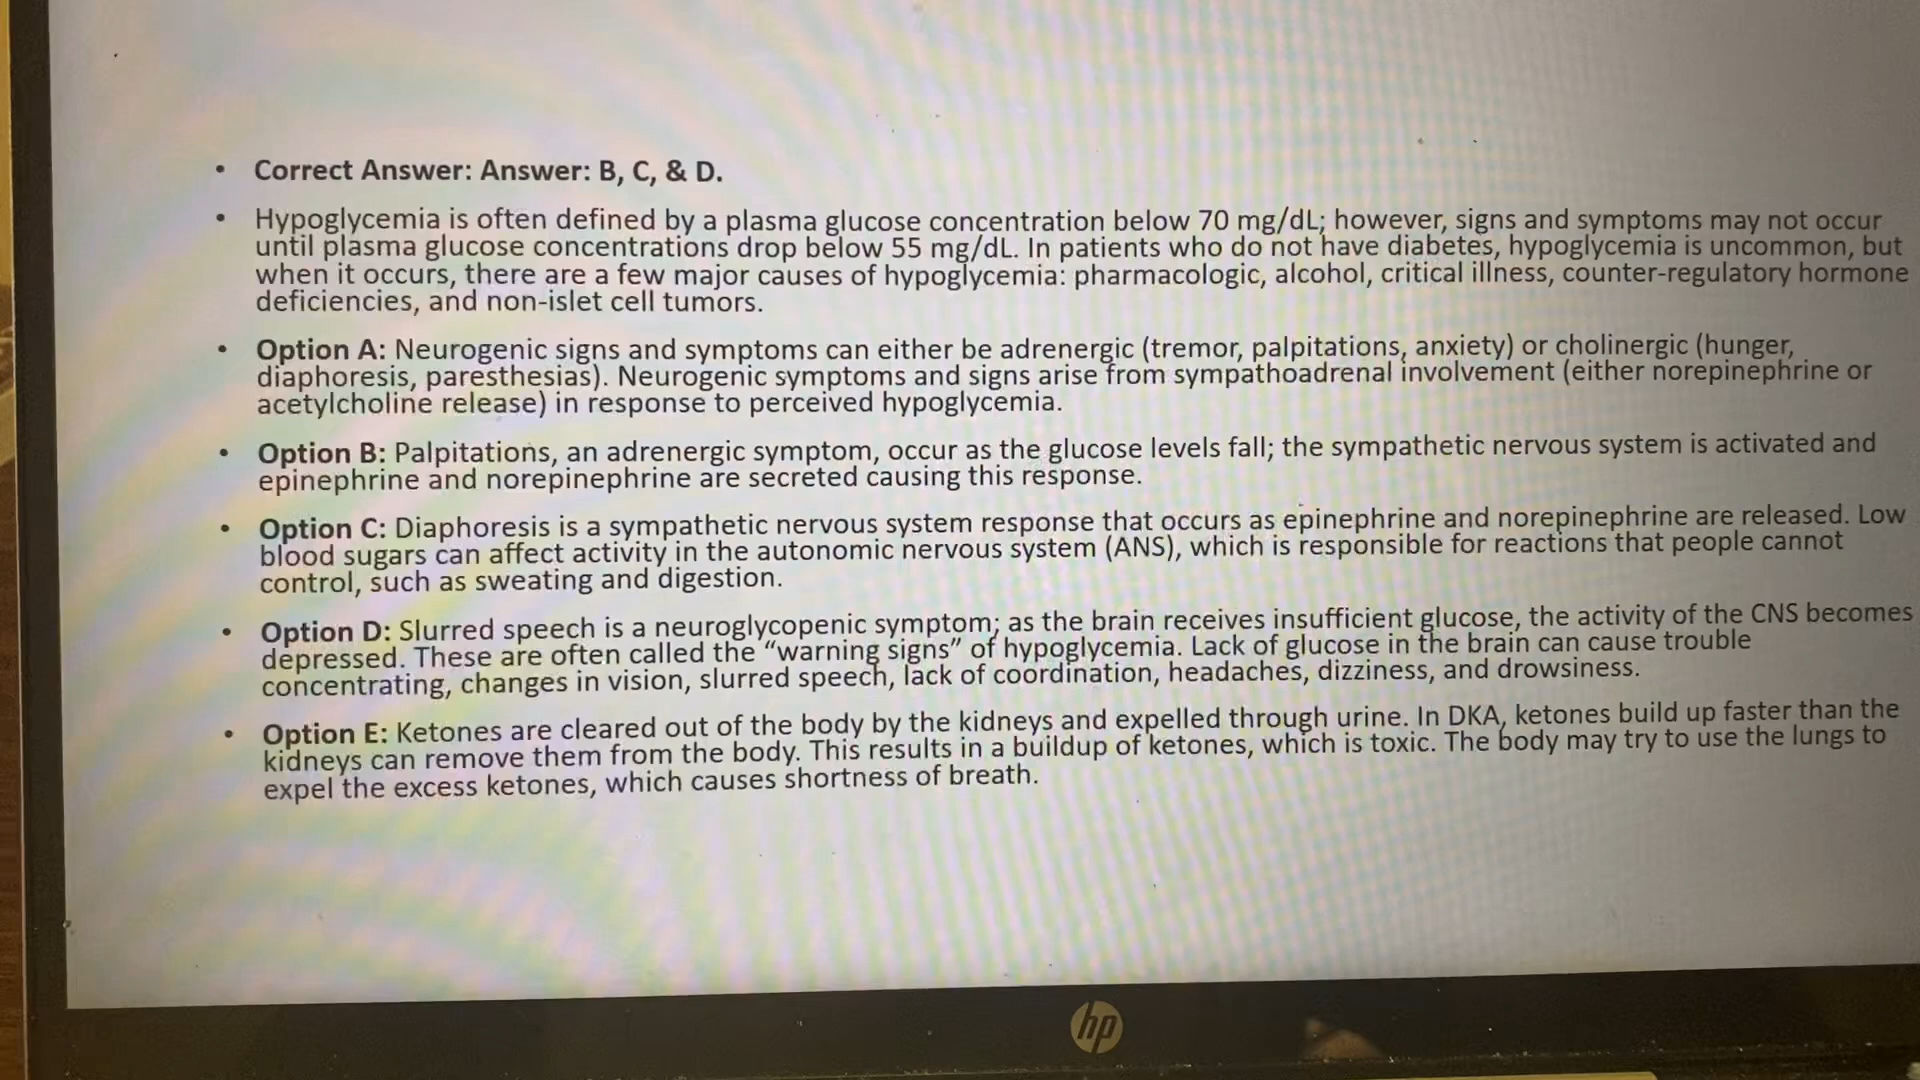 • Correct Answer: Answer: B, C, & D.
• Hypoglycemia is often defined by a plasma glucose concentration below 70 mg/dL; however, signs and symptoms may not occur
until plasma glucose concentrations drop below 55 mg/dL. In patients who do not have diabetes, hypoglycemia is uncommon, but
when it occurs, there are a few major causes of hypoglycemia: pharmacologic, alcohol, critical illness, counter-regulatory hormone
deficiencies, and non-islet cell tumors.
• Option A: Neurogenic signs and symptoms can either be adrenergic (tremor, palpitations, anxiety) or cholinergic (hunger,
diaphoresis, paresthesias). Neurogenic symptoms and signs arise from sympathoadrenal involvement (either norepinephrine or
acetylcholine release) in response to perceived hypoglycemia.
• Option B: Palpitations, an adrenergic symptom, occur as the glucose levels fall; the sympathetic nervous system is activated and
epinephrine and norepinephrine are secreted causing this response.
• Option C: Diaphoresis is a sympathetic nervous system response that occurs as epinephrine and norepinephrine are released. Low
blood sugars can affect activity in the autonomic nervous system (ANS), which is responsible for reactions that people cannot
control, such as sweating and digestion.
• Option D: Slurred speech is a neuroglycopenic symptom; as the brain receives insufficient glucose, the activity of the CNS becomes
depressed. These are often called the “warning signs” of hypoglycemia. Lack of glucose in the brain can cause trouble
concentrating, changes in vision, slurred speech, lack of coordination, headaches, dizziness, and drowsiness.
• Option E: Ketones are cleared out of the body by the kidneys and expelled through urine. In DKA, ketones build up faster than the
kidneys can remove them from the body. This results in a buildup of ketones, which is toxic. The body may try to use the lungs to
expel the excess ketones, which causes shortness of breath.
hp